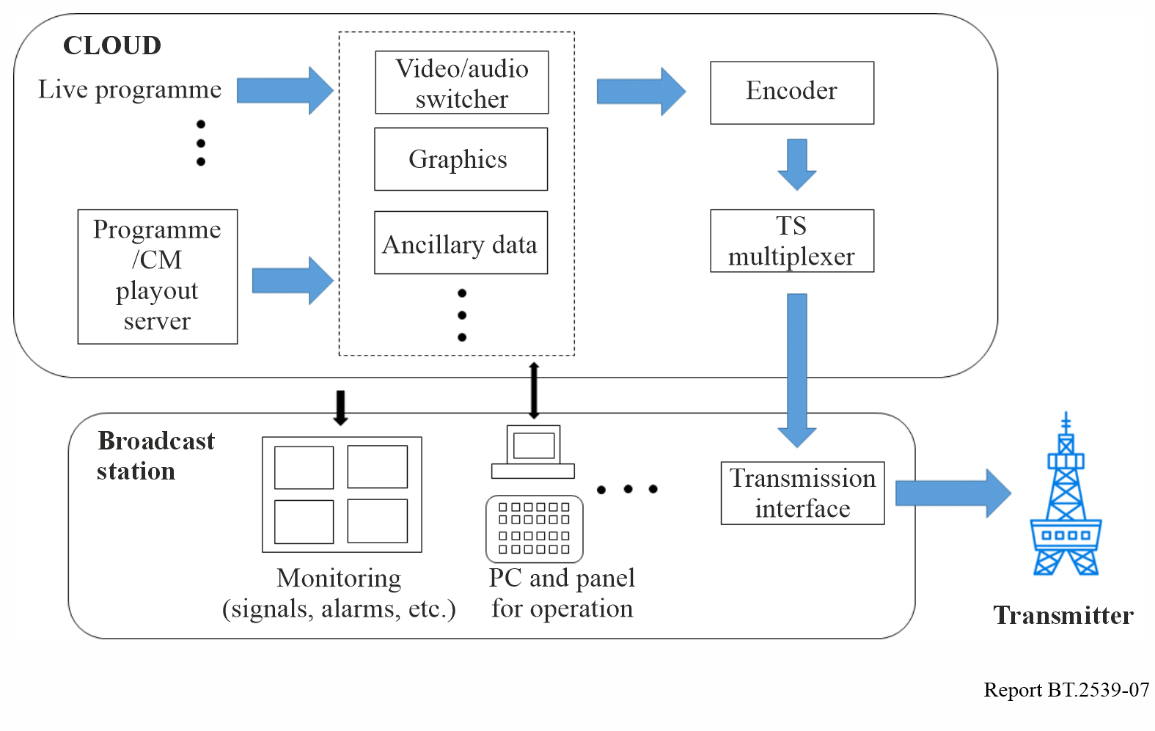 CLOUD
Live programme
Programme
/CM
playout
server
Video/audio
switcher
Graphics
Ancillary data
Encoder
TS
multiplexer
Broadcast
station
Monitoring
(signals, alarms, etc.)
PC and panel
for operation
Transmission
interface
Transmitter
Report BT.2539-07